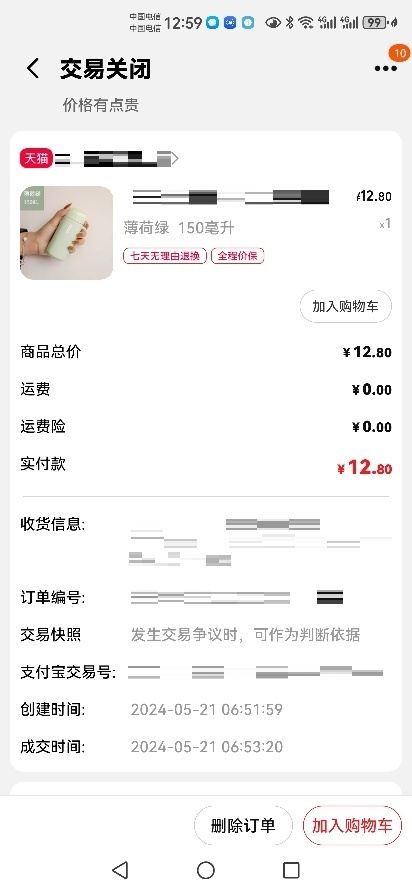 中国电信
中国电信
12:59
4G
4G
99
10
交易关闭
价格有点贵
天猫
¥12.80
薄荷绿 150毫升
x1
七天无理由退换
全程价保
加入购物车
商品总价
¥12.80
运费
¥0.00
运费险
¥0.00
实付款
¥12.80
收货信息:
订单编号:
交易快照
发生交易争议时，可作为判断依据
支付宝交易号:
创建时间:
2024-05-21 06:51:59
成交时间:
2024-05-21 06:53:20
删除订单
加入购物车